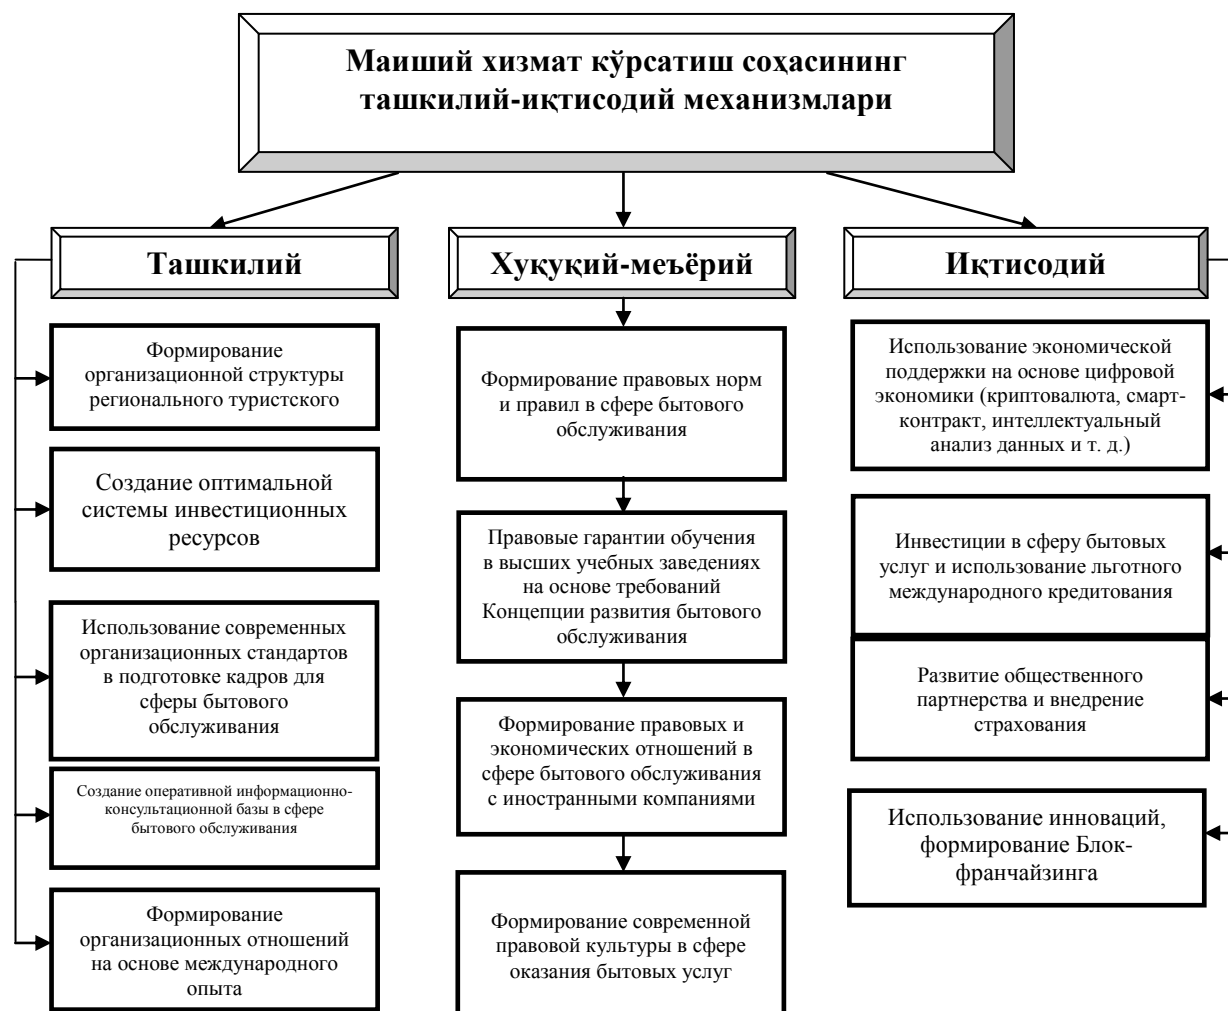 Маиший хизмат кўрсатиш соҳасининг
ташкилий-иқтисодий механизмлари
Ташкилий
Формирование
организационной структуры
регионального туристского
Создание оптимальной
системы инвестиционных
ресурсов
Использование современных
организационных стандартов
в подготовке кадров для
сферы бытового
обслуживания
Создание оперативной информационно-
консультационной базы в сфере
бытового обслуживания
Формирование
организационных отношений
на основе международного
опыта
Хуқуқий-меъёрий
Формирование правовых норм
и правил в сфере бытового
обслуживания
Правовые гарантии обучения
в высших учебных заведениях
на основе требований
Концепции развития бытового
обслуживания
Формирование правовых и
экономических отношений в
сфере бытового обслуживания
с иностранными компаниями
Формирование современной
правовой культуры в сфере
оказания бытовых услуг
Иқтисодий
Использование экономической
поддержки на основе цифровой
экономики (криптовалюта, смарт-
контракт, интеллектуальный
анализ данных и т. д.)
Инвестиции в сферу бытовых
услуг и использование льготного
международного кредитования
Развитие общественного
партнерства и внедрение
страхования
Использование инноваций,
формирование Блок-
франчайзинга